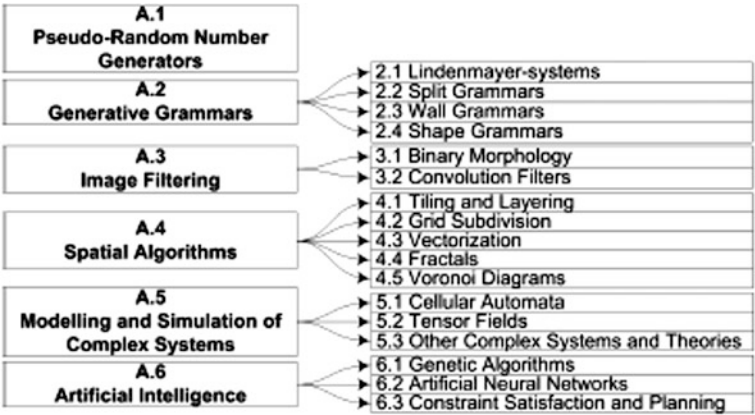 A.1
Pseudo-Random Number
Generators
A.2
Generative Grammars
2.1 Lindenmayer-systems
2.2 Split Grammars
2.3 Wall Grammars
2.4 Shape Grammars
A.3
Image Filtering
3.1 Binary Morphology
3.2 Convolution Filters
A.4
Spatial Algorithms
4.1 Tiling and Layering
4.2 Grid Subdivision
4.3 Vectorization
4.4 Fractals
4.5 Voronoi Diagrams
A.5
Modelling and Simulation of
Complex Systems
5.1 Cellular Automata
5.2 Tensor Fields
5.3 Other Complex Systems and Theories
A.6
Artificial Intelligence
6.1 Genetic Algorithms
6.2 Artificial Neural Networks
6.3 Constraint Satisfaction and Planning